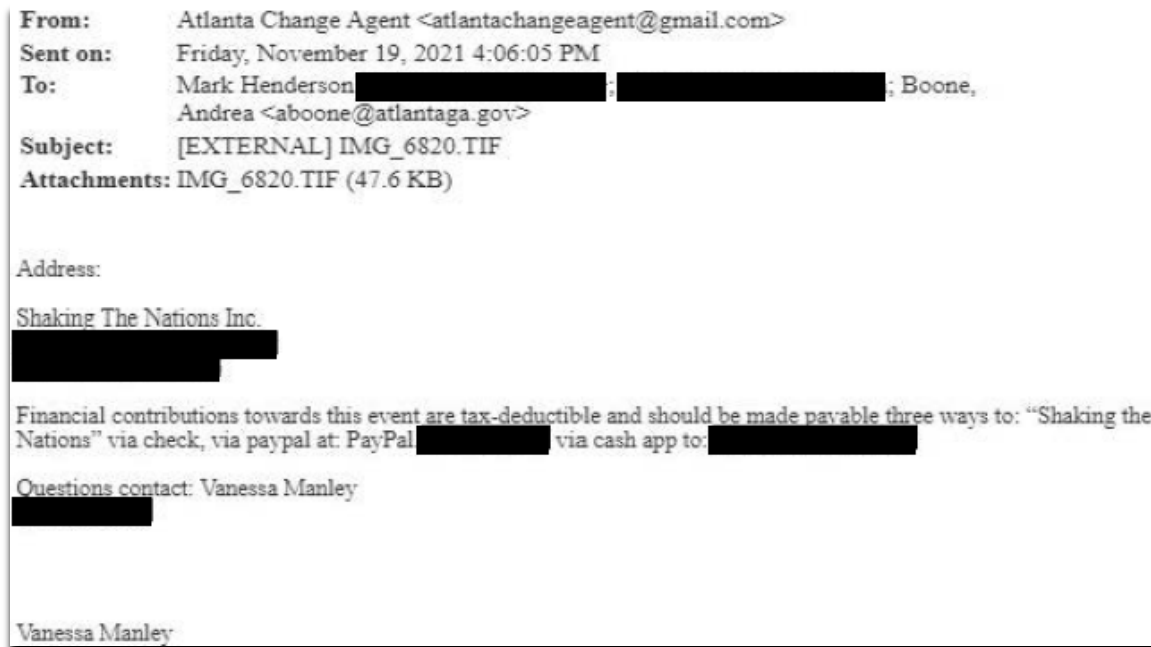 From: Atlanta Change Agent <atlantachangeagent@gmail.com>
Sent on: Friday, November 19, 2021 4:06:05 PM
To: Mark Henderson ; ; Boone,
Andrea <aboone@atlantaga.gov>
Subject: [EXTERNAL] IMG_6820.TIF
Attachments: IMG_6820.TIF (47.6 KB)
Address:
Shaking The Nations Inc.
Financial contributions towards this event are tax-deductible and should be made payable three ways to: “Shaking the
Nations” via check, via paypal at: PayPal. via cash app to:
Questions contact: Vanessa Manley
Vanessa Manley